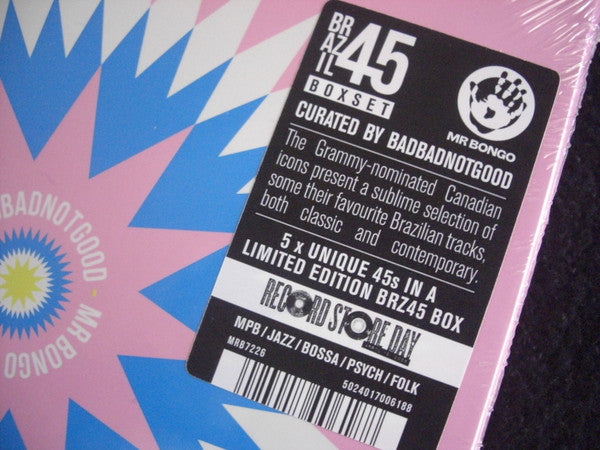 BRAZIL 45
BOXSET
MR BONGO
CURATED BY BADBADNOTGOOD
The Grammy-nominated Canadian
icons present a sublime selection of
some their favourite Brazilian tracks,
both classic and contemporary.
5 x UNIQUE 45s IN A
LIMITED EDITION BRZ45 BOX
RECORD STORE DAY
MPB / JAZZ / BOSSA / PSYCH / FOLK
MRB7226
5024017006188
BADNOTGOOD · MR BONGO